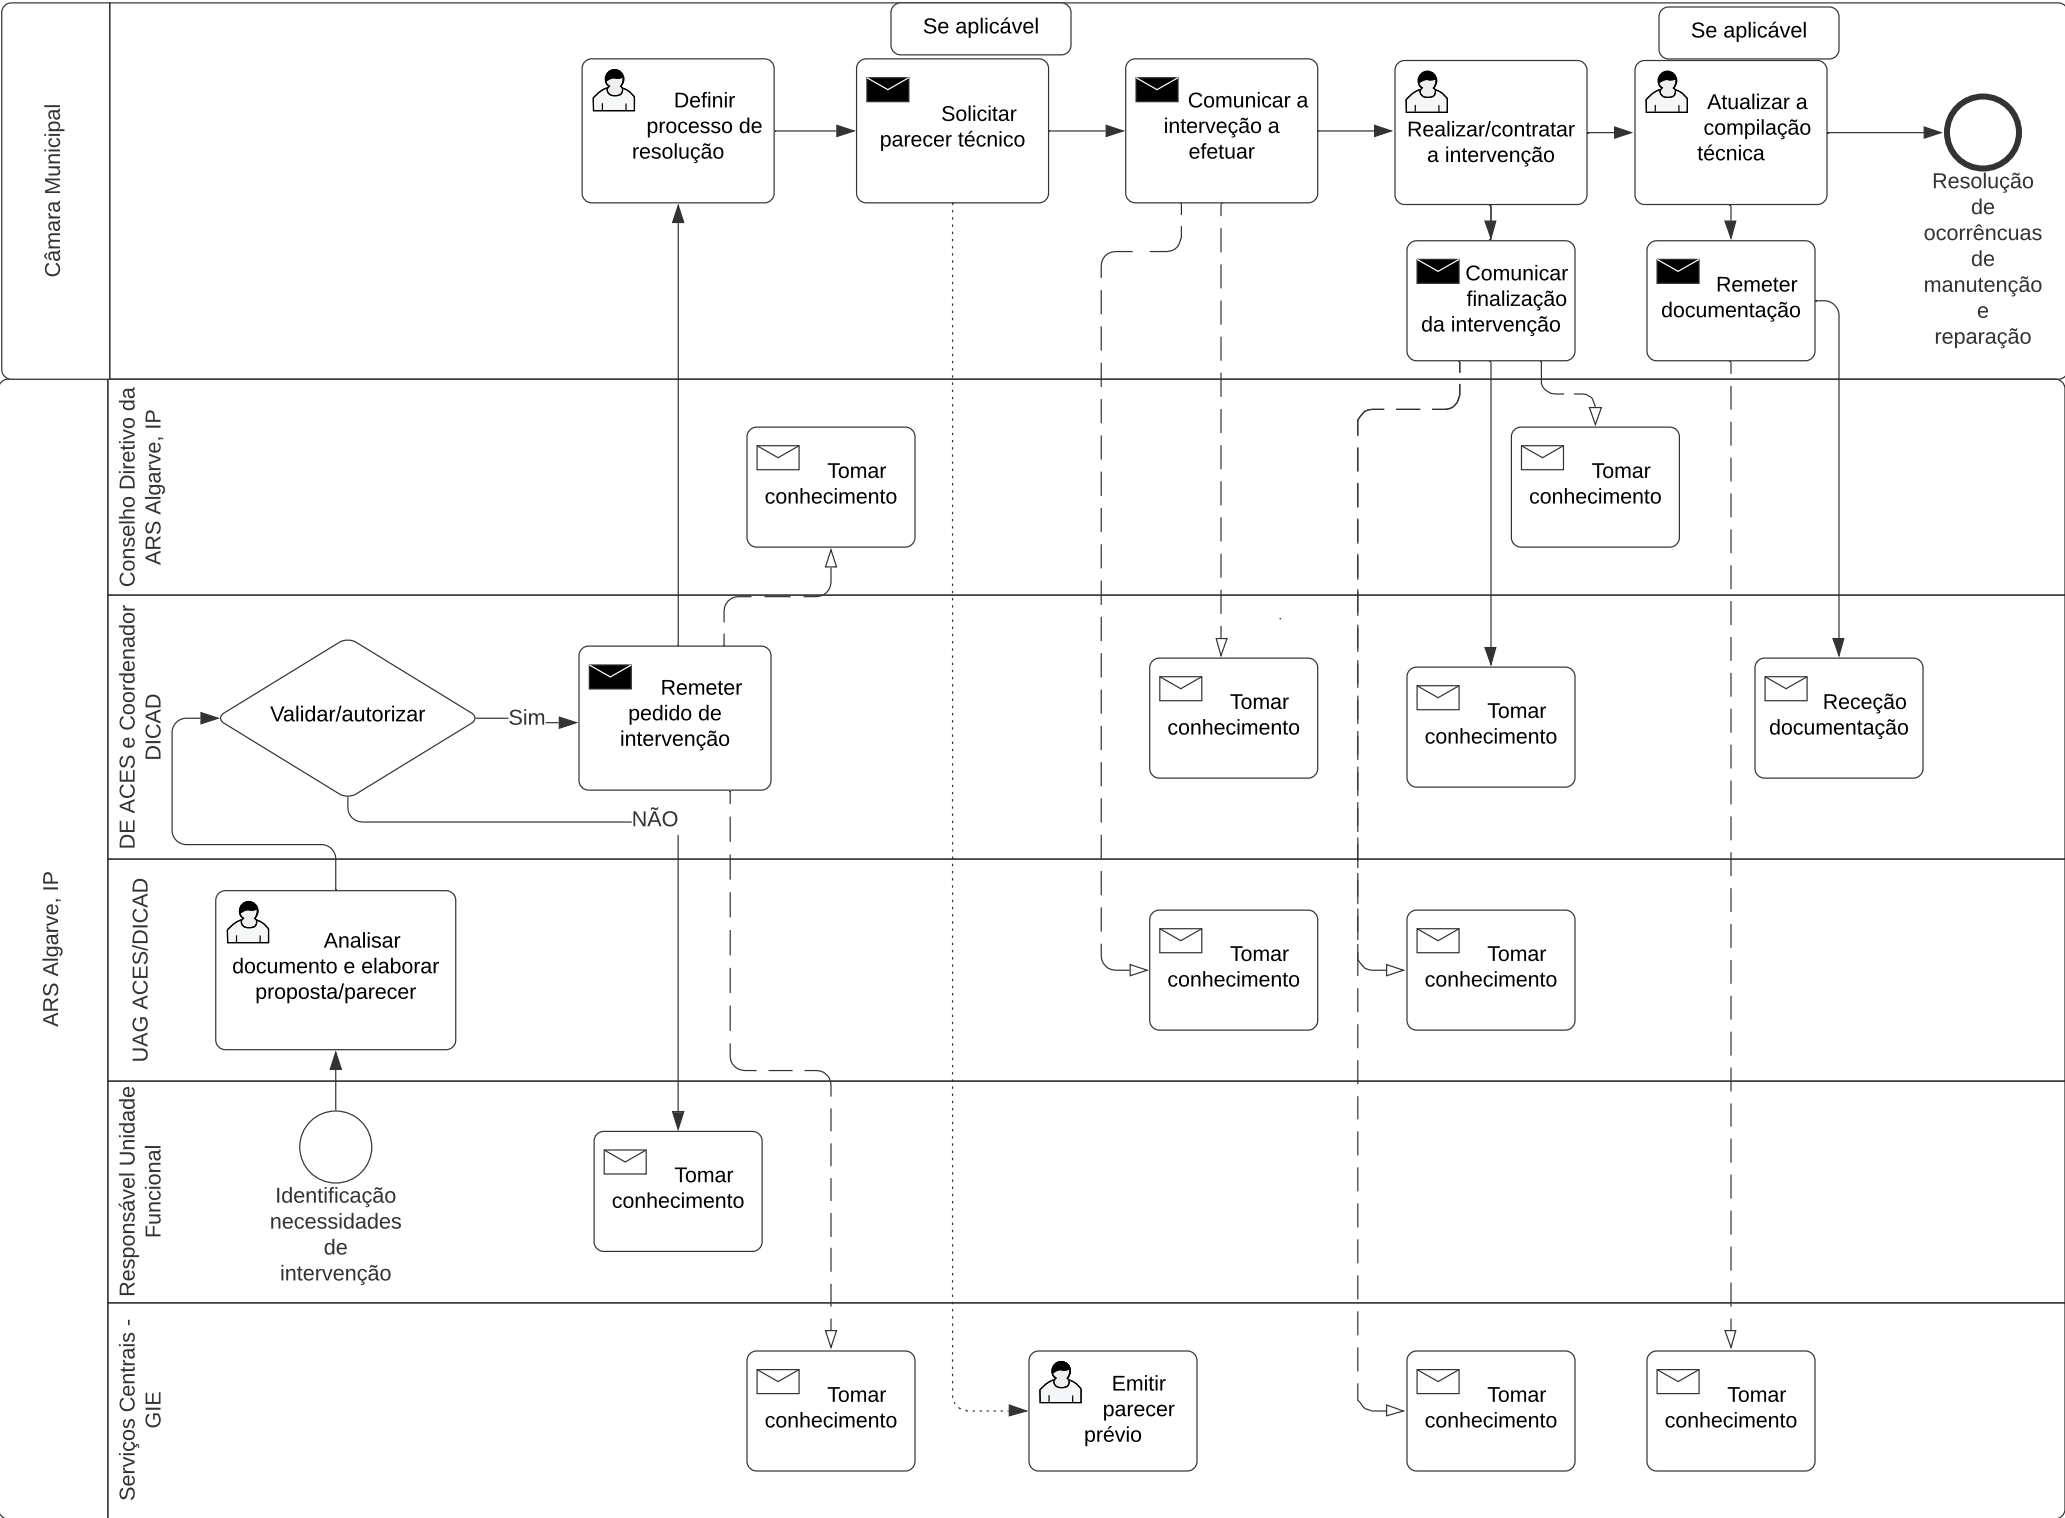 Câmara Municipal
Se aplicável
Se aplicável
Definir
processo de
resolução
Solicitar
parecer técnico
Comunicar a
interveção a
efetuar
Realizar/contratar
a intervenção
Atualizar a
compilação
técnica
Resolução
de
ocorrêncuas
de
manutenção
e
reparação
Comunicar
finalização
da intervenção
Remeter
documentação
ARS Algarve, IP
Conselho Diretivo da
ARS Algarve, IP
Tomar
conhecimento
Tomar
conhecimento
DE ACES e Coordenador
DICAD
Validar/autorizar
Sim
NÃO
Remeter
pedido de
intervenção
Tomar
conhecimento
Tomar
conhecimento
Receção
documentação
UAG ACES/DICAD
Analisar
documento e elaborar
proposta/parecer
Tomar
conhecimento
Tomar
conhecimento
Responsável Unidade
Funcional
Identificação
necessidades
de
intervenção
Tomar
conhecimento
Serviços Centrais -
GIE
Tomar
conhecimento
Emitir
parecer
prévio
Tomar
conhecimento
Tomar
conhecimento